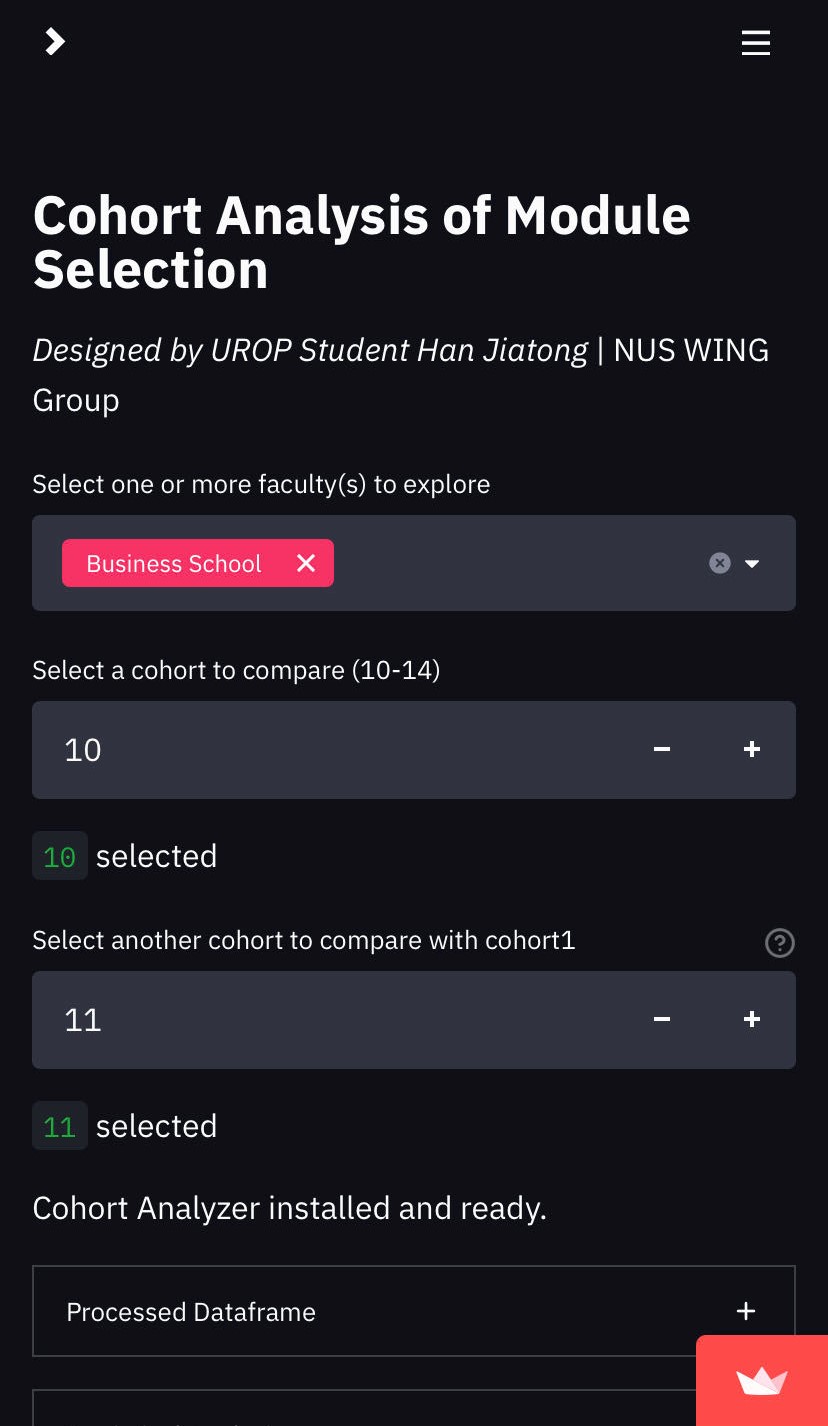 Cohort Analysis of Module
Selection
Designed by UROP Student Han Jiatong | NUS WING
Group
Select one or more faculty(s) to explore
Business School
Select a cohort to compare (10-14)
10
10 selected
Select another cohort to compare with cohort1
11
11 selected
Cohort Analyzer installed and ready.
Processed Dataframe